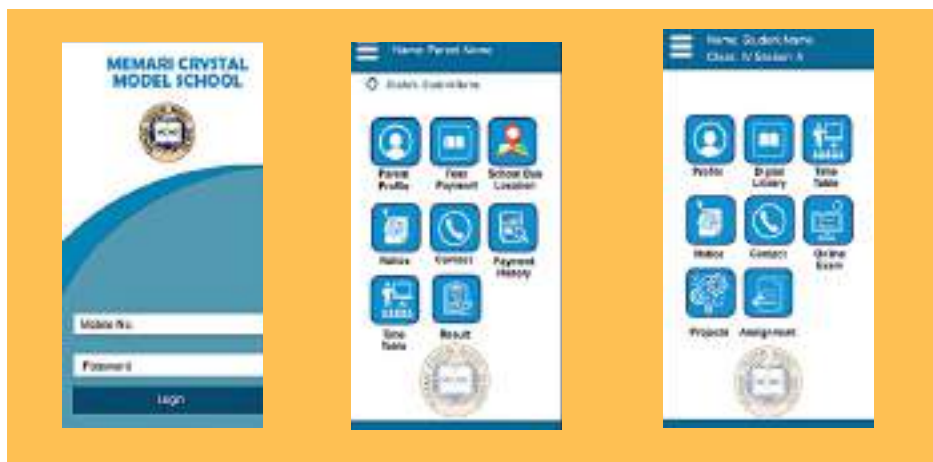 MEMARI CRYSTAL
MODEL SCHOOL
Mobile No.
Password
Login
Name: Parent Name
Parent
Profile
Fees
Payment
School Bus
Location
Notice
Contact
Payment
History
Time
Table
Result
Name: Student Name
Class: IV Section A
Profile
Digital
Library
Time
Table
Notice
Contact
Online
Exam
Projects
Assignment